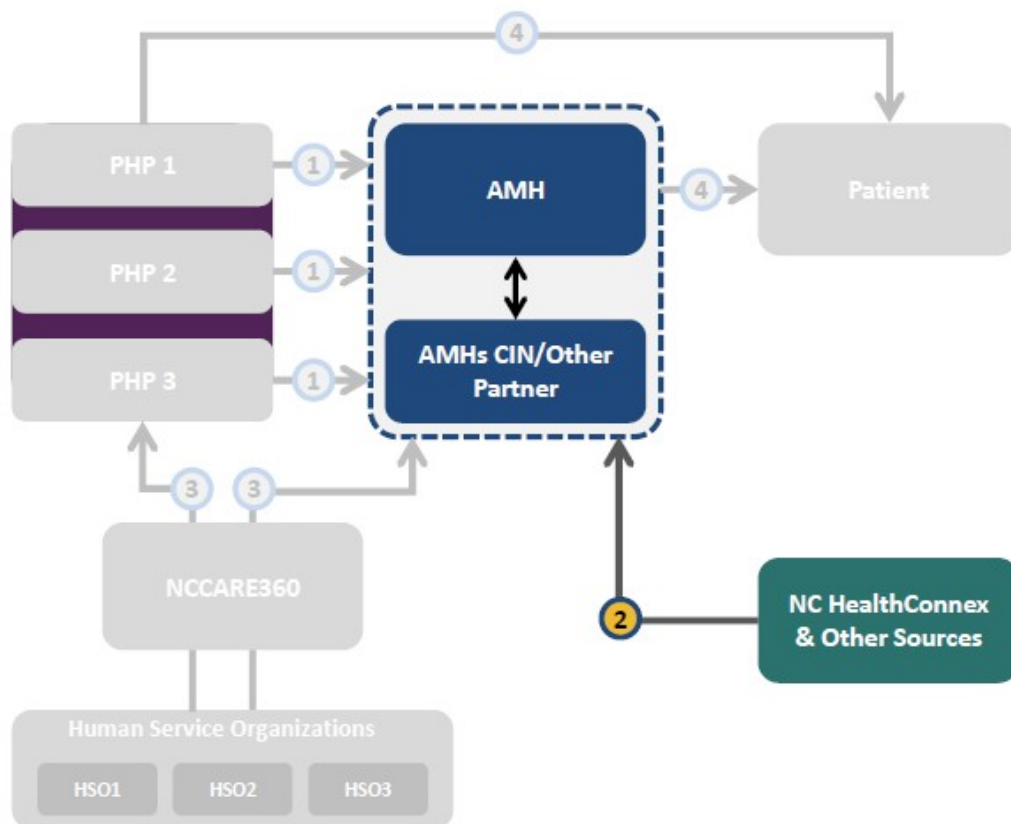 4
PHP 1
1
AMH
4
Patient
PHP 2
1
PHP 3
1
AMHs CIN/Other
Partner
3
3
NCCARE360
2
NC HealthConnex
& Other Sources
Human Service Organizations
HSO1
HSO2
HSO3